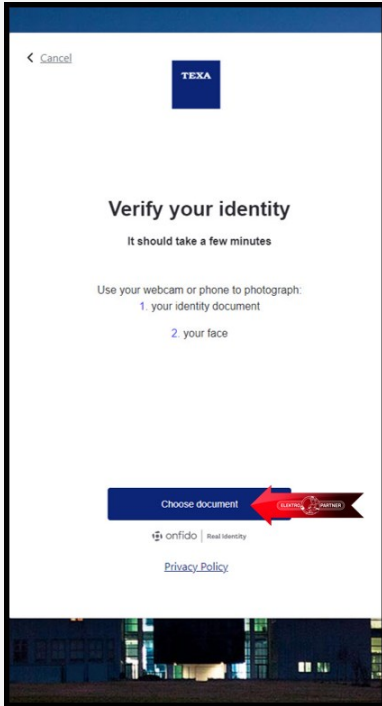 Cancel
TEXA
Verify your identity
It should take a few minutes
Use your webcam or phone to photograph:
1. your identity document
2. your face
Choose document
ELEKTRO PARTNER
onfido | Real Identity
Privacy Policy